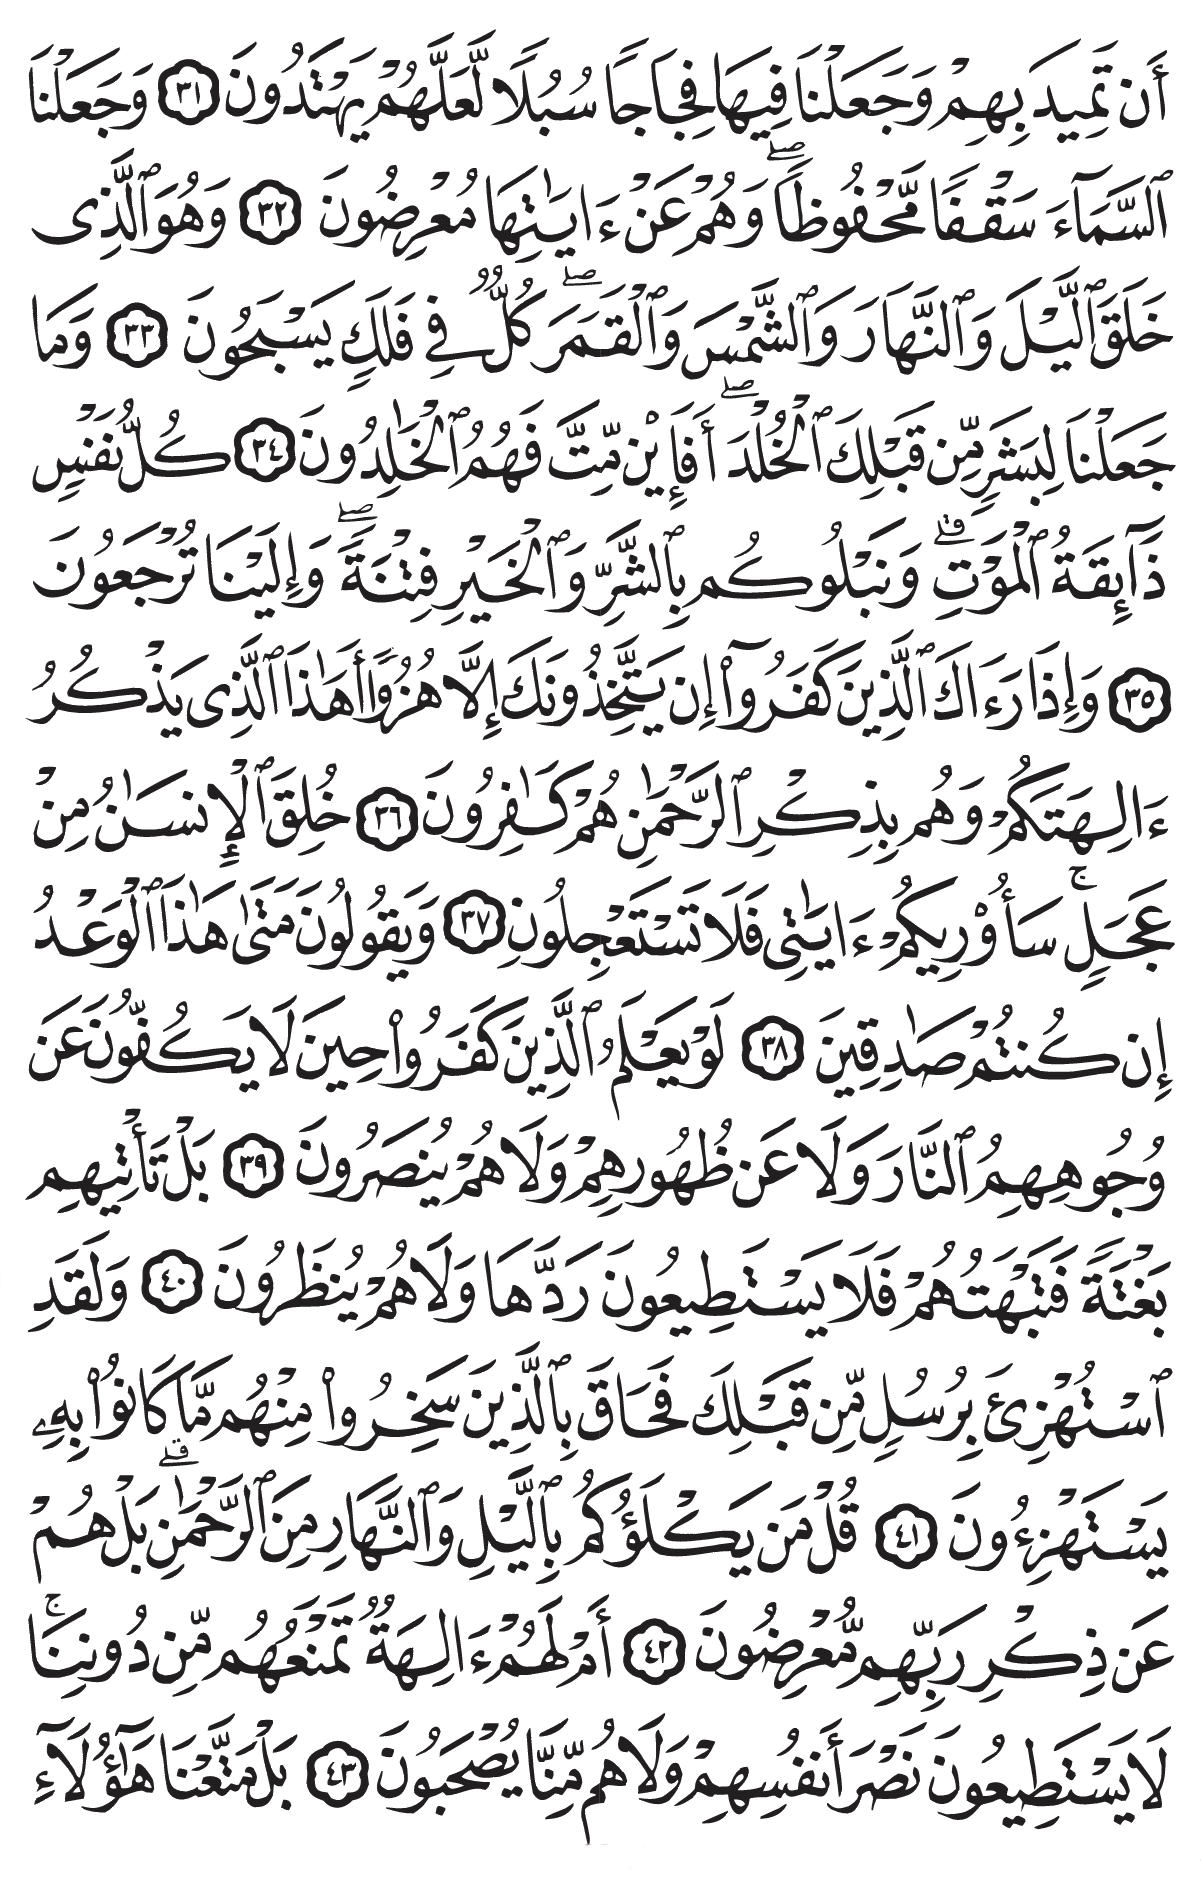 أَن تَمِيدَ بِهِمْ وَجَعَلْنَا فِيهَا فِجَاجًا سُبُلًا لَّعَلَّهُمْ يَهْتَدُونَ ٣١ وَجَعَلْنَا
ٱلسَّمَآءَ سَقْفًا مَّحْفُوظًا ۖ وَهُمْ عَنْ ءَايَٰتِهَا مُعْرِضُونَ ٣٢ وَهُوَ ٱلَّذِى
خَلَقَ ٱلَّيْلَ وَٱلنَّهَارَ وَٱلشَّمْسَ وَٱلْقَمَرَ ۖ كُلٌّ فِى فَلَكٍ يَسْبَحُونَ ٣٣ وَمَا
جَعَلْنَا لِبَشَرٍ مِّن قَبْلِكَ ٱلْخُلْدَ ۖ أَفَإِي۟ن مِّتَّ فَهُمُ ٱلْخَٰلِدُونَ ٣٤ كُلُّ نَفْسٍ
ذَآئِقَةُ ٱلْمَوْتِ ۗ وَنَبْلُوكُم بِٱلشَّرِّ وَٱلْخَيْرِ فِتْنَةً ۖ وَإِلَيْنَا تُرْجَعُونَ
٣٥ وَإِذَا رَءَاكَ ٱلَّذِينَ كَفَرُوٓا۟ إِن يَتَّخِذُونَكَ إِلَّا هُزُوًا أَهَٰذَا ٱلَّذِى يَذْكُرُ
ءَالِهَتَكُمْ وَهُم بِذِكْرِ ٱلرَّحْمَٰنِ هُمْ كَٰفِرُونَ ٣٦ خُلِقَ ٱلْإِنسَٰنُ مِنْ
عَجَلٍ ۚ سَأُو۟رِيكُمْ ءَايَٰتِى فَلَا تَسْتَعْجِلُونِ ٣٧ وَيَقُولُونَ مَتَىٰ هَٰذَا ٱلْوَعْدُ
إِن كُنتُمْ صَٰدِقِينَ ٣٨ لَوْ يَعْلَمُ ٱلَّذِينَ كَفَرُوا۟ حِينَ لَا يَكُفُّونَ عَن
وُجُوهِهِمُ ٱلنَّارَ وَلَا عَن ظُهُورِهِمْ وَلَا هُمْ يُنصَرُونَ ٣٩ بَلْ تَأْتِيهِم
بَغْتَةً فَتَبْهَتُهُمْ فَلَا يَسْتَطِيعُونَ رَدَّهَا وَلَا هُمْ يُنظَرُونَ ٤٠ وَلَقَدِ
ٱسْتُهْزِئَ بِرُسُلٍ مِّن قَبْلِكَ فَحَاقَ بِٱلَّذِينَ سَخِرُوا۟ مِنْهُم مَّا كَانُوا۟ بِهِۦ
يَسْتَهْزِءُونَ ٤١ قُلْ مَن يَكْلَؤُكُم بِٱلَّيْلِ وَٱلنَّهَارِ مِنَ ٱلرَّحْمَٰنِ ۗ بَلْ هُمْ
عَن ذِكْرِ رَبِّهِم مُّعْرِضُونَ ٤٢ أَمْ لَهُمْ ءَالِهَةٌ تَمْنَعُهُم مِّن دُونِنَا ۚ
لَا يَسْتَطِيعُونَ نَصْرَ أَنفُسِهِمْ وَلَا هُم مِّنَّا يُصْحَبُونَ ٤٣ بَلْ مَتَّعْنَا هَٰٓؤُلَآءِ